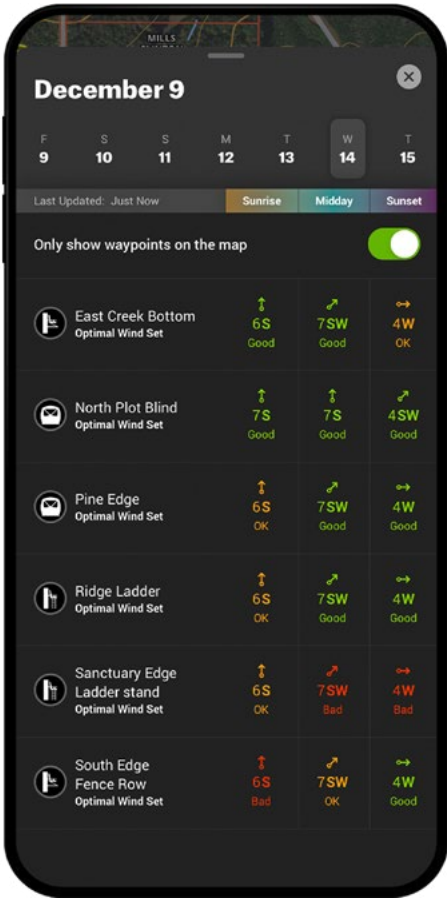 MILLS
December 9
F S S M T W T
9 10 11 12 13 14 15
Last Updated: Just Now Sunrise Midday Sunset
Only show waypoints on the map
East Creek Bottom
Optimal Wind Set
6S 7SW 4W
Good Good OK
North Plot Blind
Optimal Wind Set
7S 7S 4SW
Good Good Good
Pine Edge
Optimal Wind Set
6S 7SW 4W
OK Good Good
Ridge Ladder
Optimal Wind Set
6S 7SW 4W
OK Good Good
Sanctuary Edge
Ladder stand
Optimal Wind Set
6S 7SW 4W
OK Bad Bad
South Edge
Fence Row
Optimal Wind Set
6S 7SW 4W
Bad OK Good